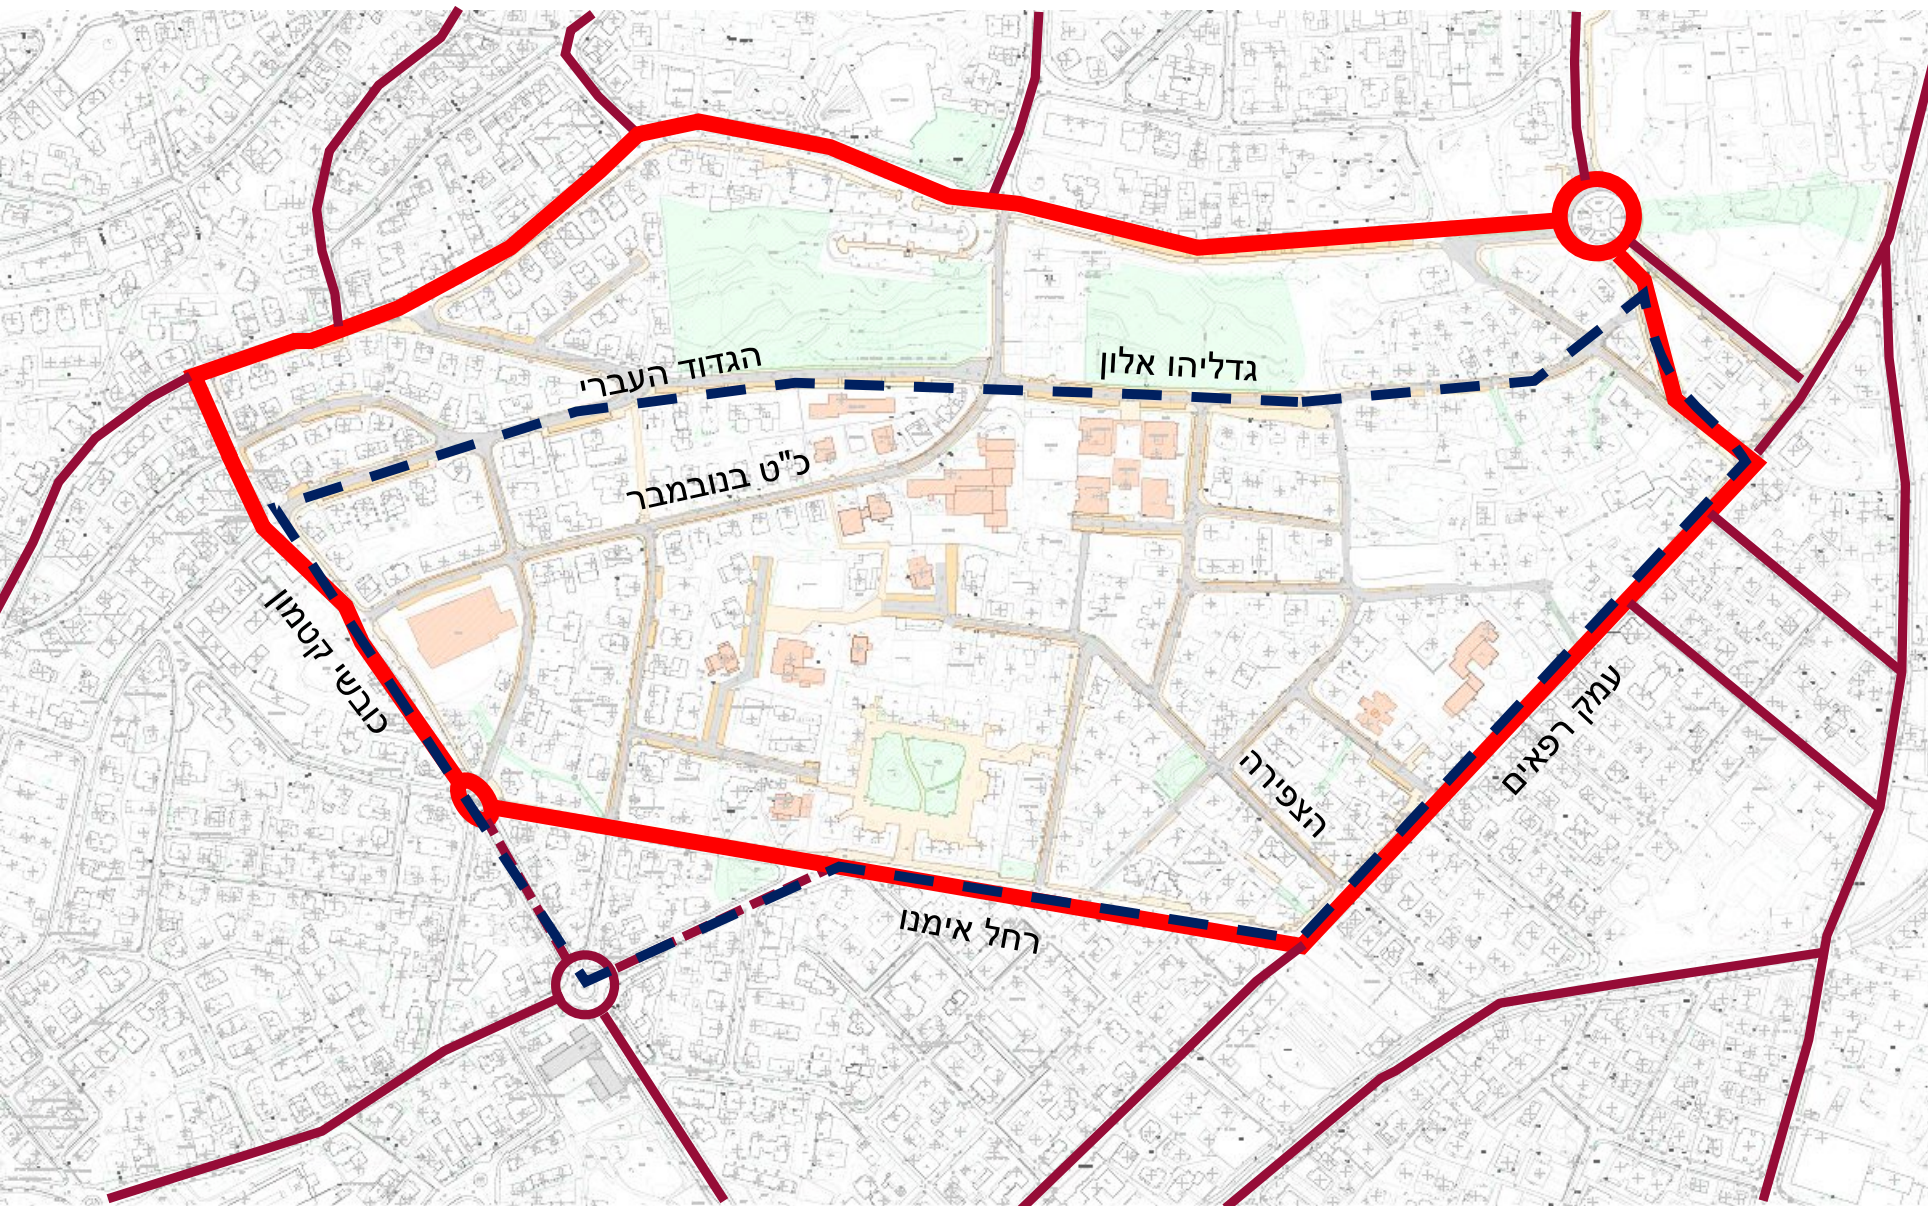 הגדוד העברי
גדליהו אלון
כ"ט בנובמבר
כובשי קטמון
עמק רפאים
הצפירה
רחל אימנו